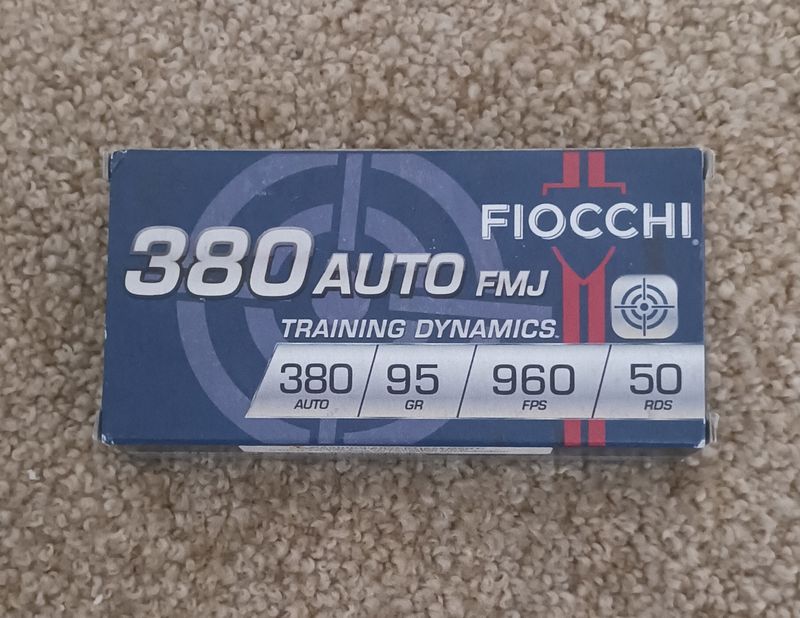 FIOCCHI
380 AUTO FMJ
TRAINING DYNAMICS
380 95 960 50
AUTO GR FPS RDS